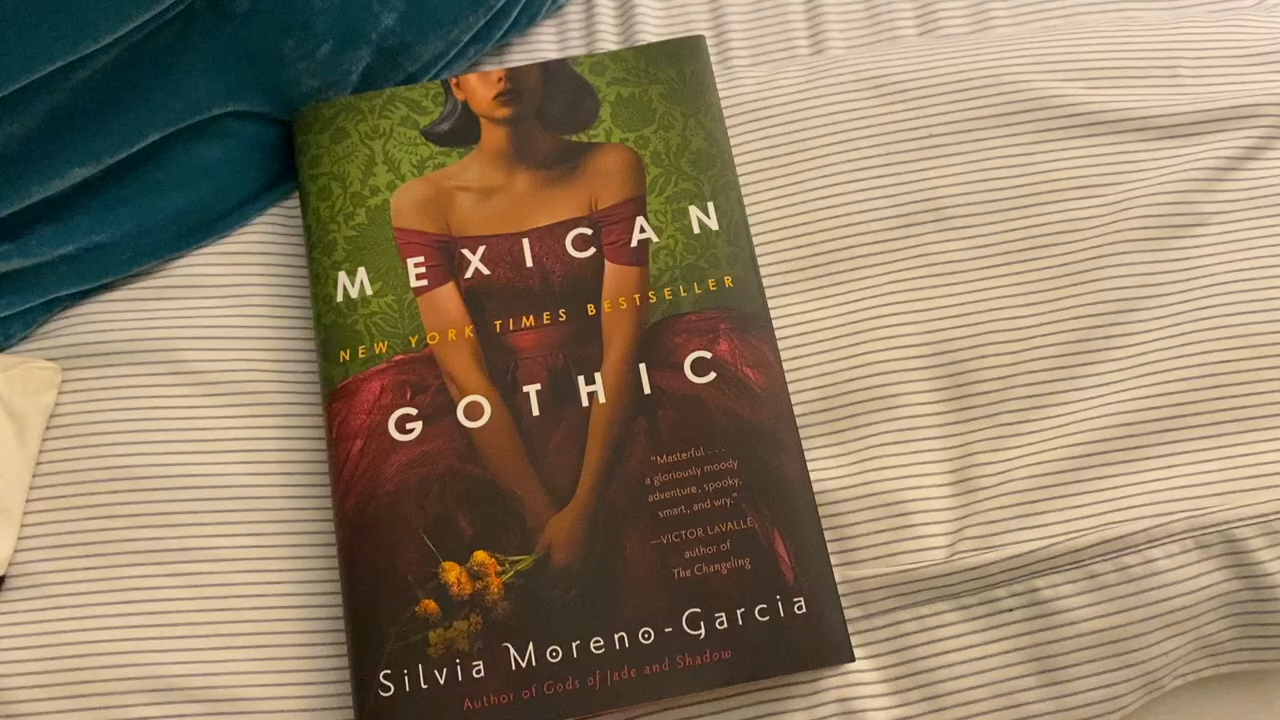 MEXICAN
NEW YORK TIMES BESTSELLER
GOTHIC
"Masterful . . .
a gloriously moody
adventure, spooky,
smart, and wry."
—VICTOR LAVALLE,
author of
The Changeling
Silvia Moreno-Garcia
Author of Gods of Jade and Shadow